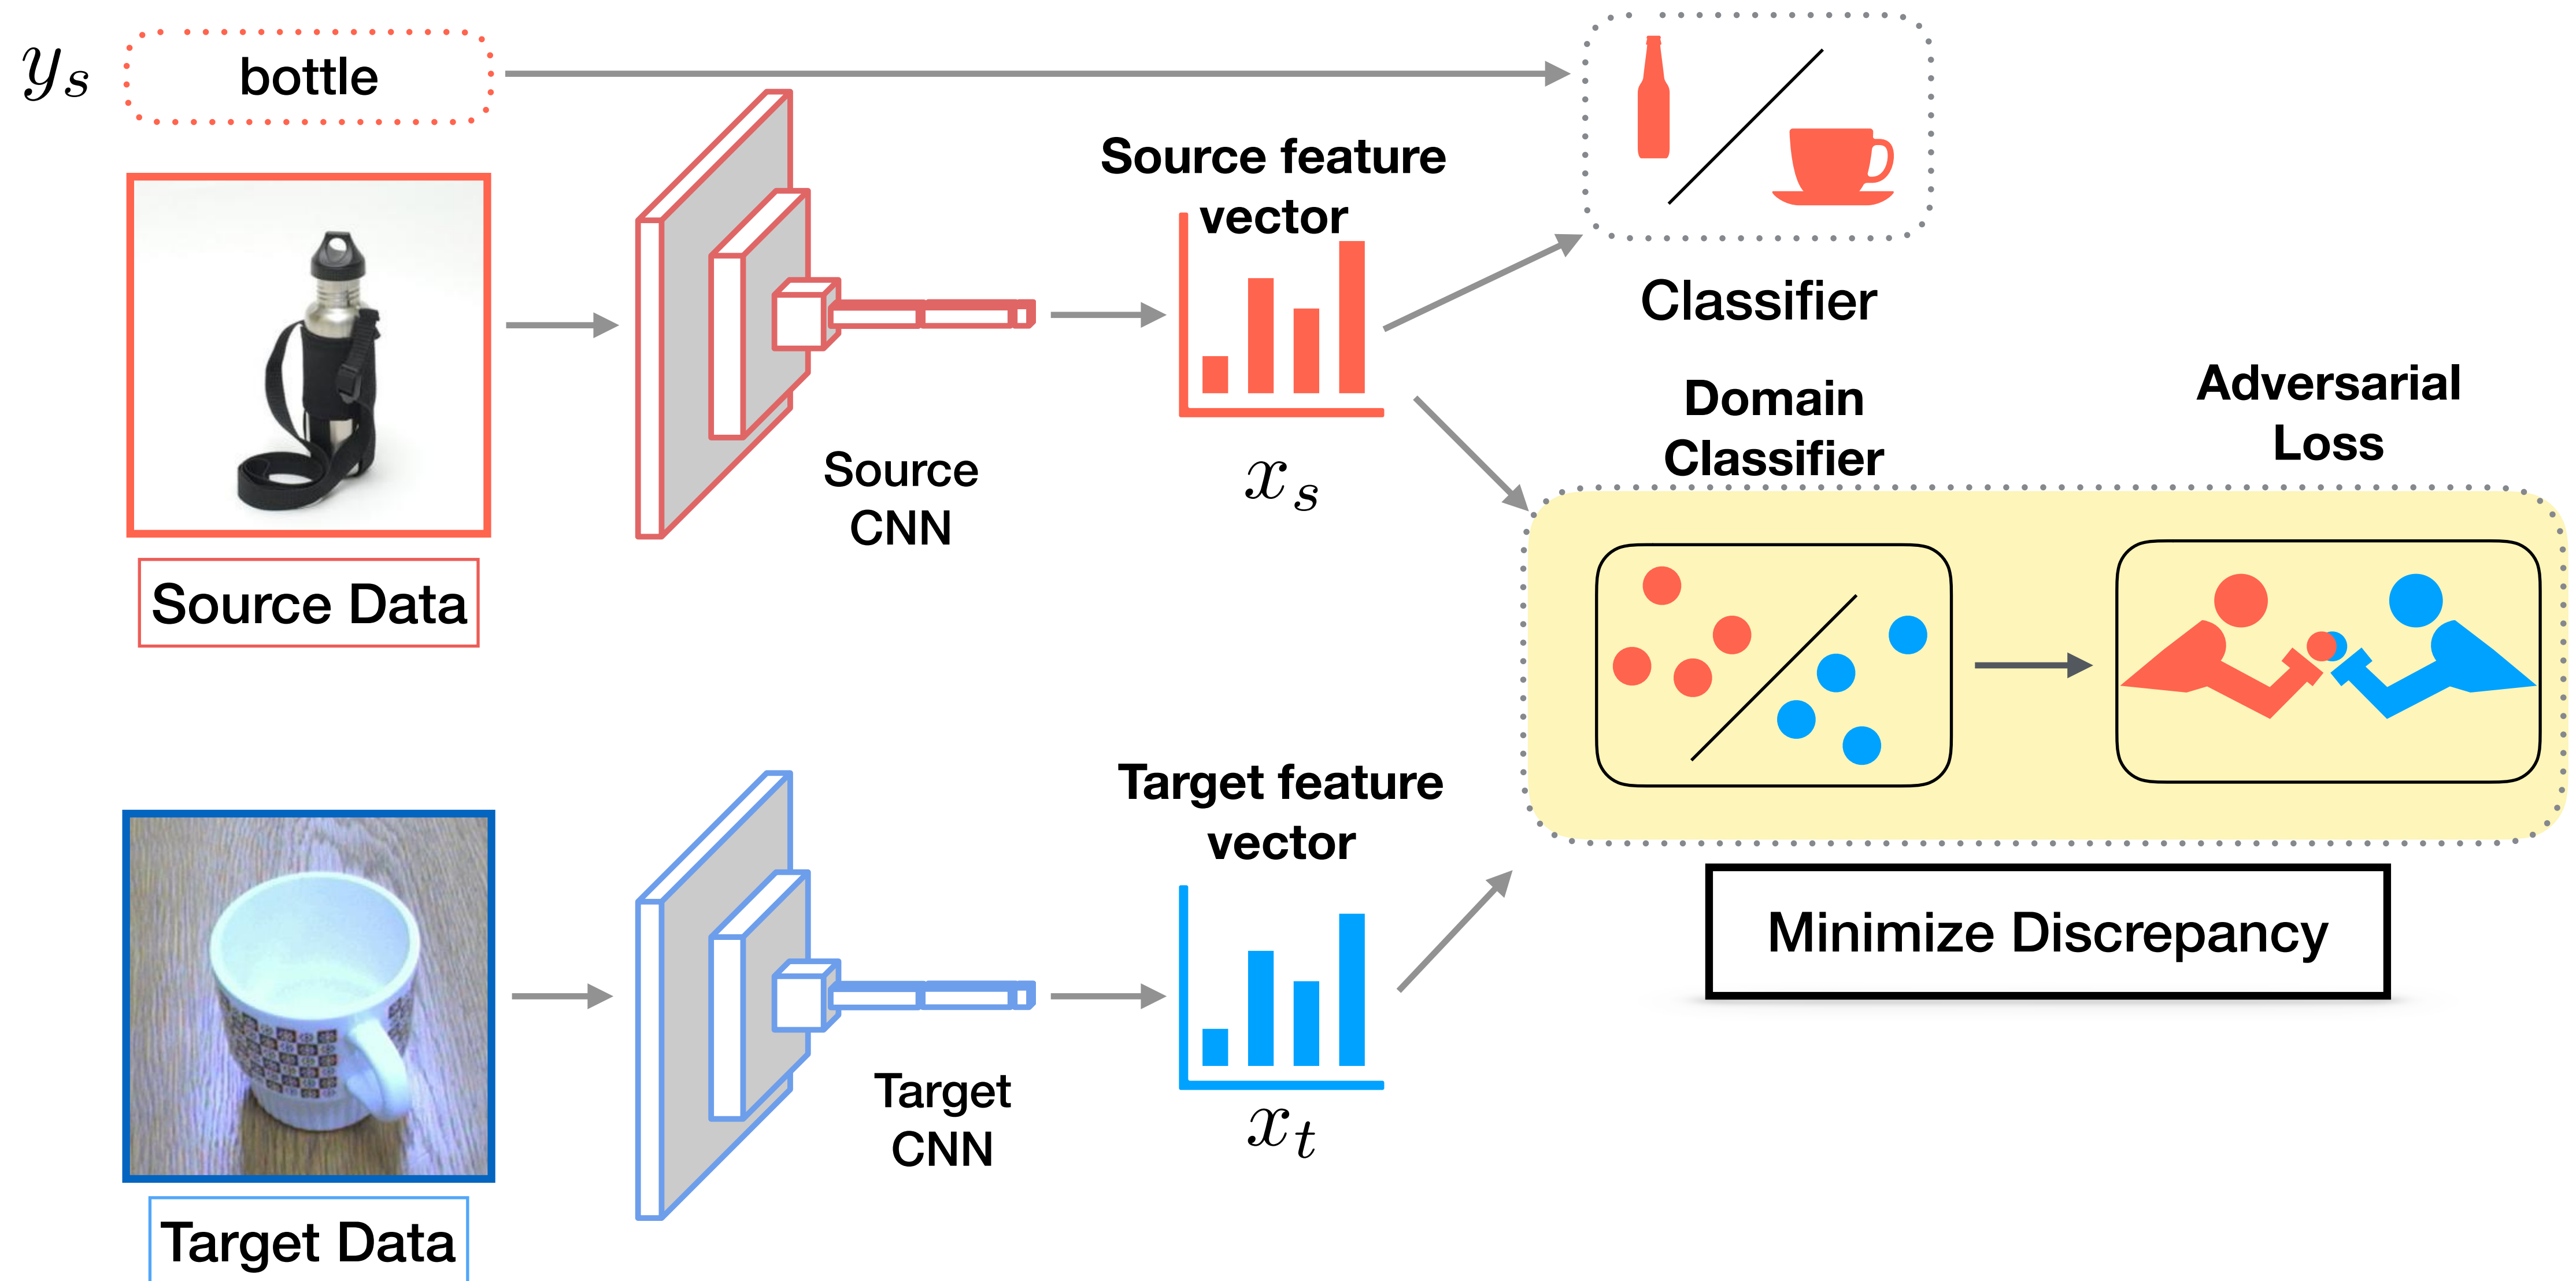 y_s
bottle
Source Data
Source
CNN
Source feature
vector
x_s
Classifier
Domain
Classifier
Adversarial
Loss
Minimize Discrepancy
Target Data
Target
CNN
Target feature
vector
x_t